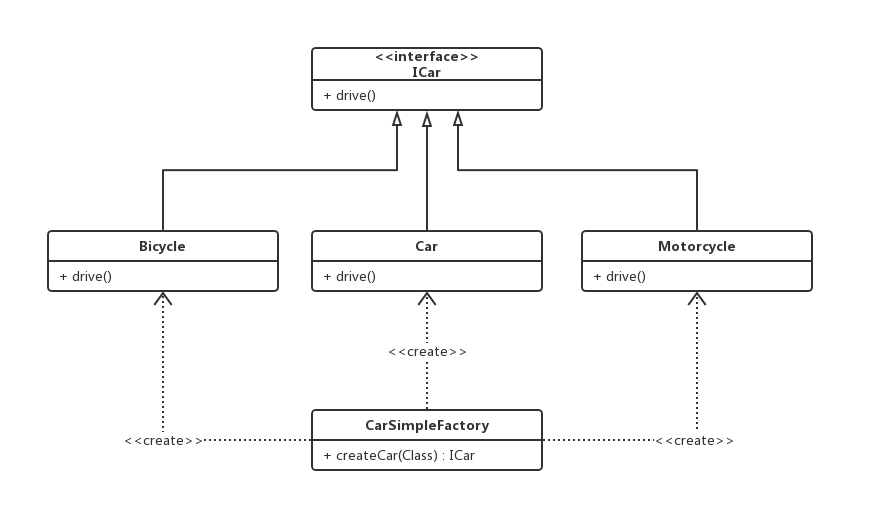 <<interface>>
ICar
+ drive()
Bicycle
+ drive()
Car
+ drive()
Motorcycle
+ drive()
<<create>>
CarSimpleFactory
+ createCar(Class) : ICar
<<create>>
<<create>>